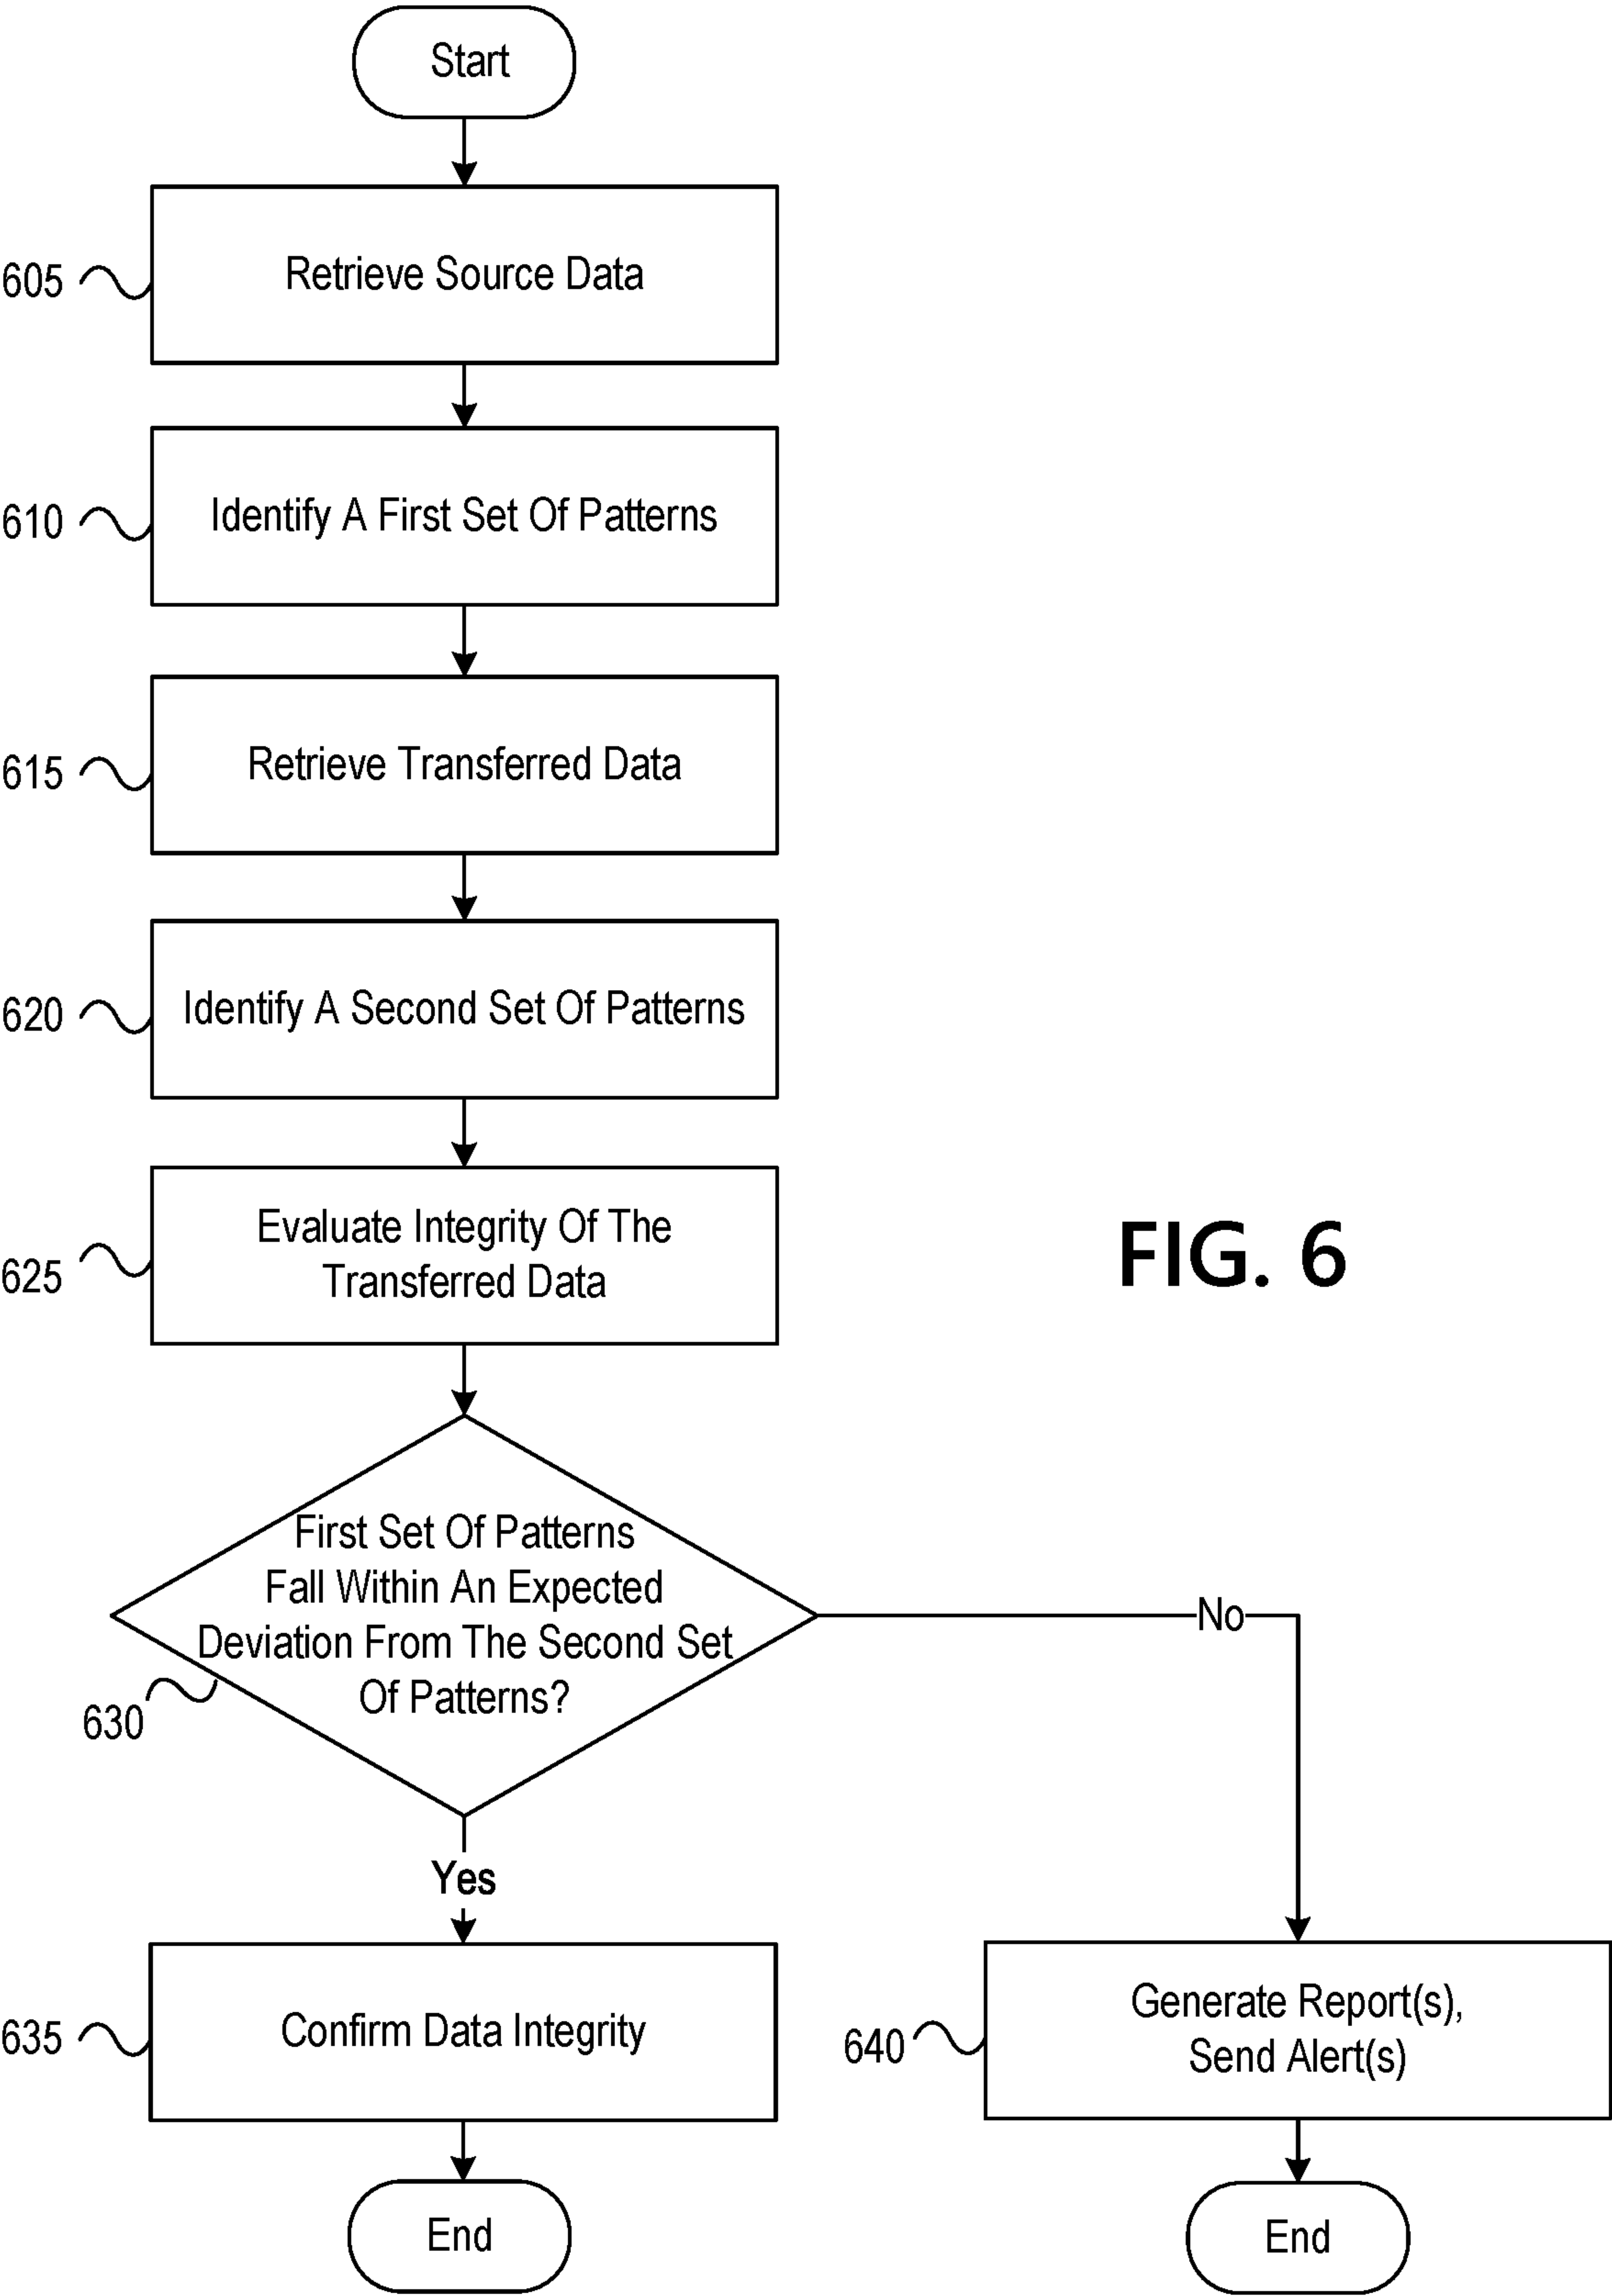 Start
605
Retrieve Source Data
610
Identify A First Set Of Patterns
615
Retrieve Transferred Data
620
Identify A Second Set Of Patterns
625
Evaluate Integrity Of The
Transferred Data
FIG. 6
First Set Of Patterns
Fall Within An Expected
Deviation From The Second Set
Of Patterns?
630
No
Yes
635
Confirm Data Integrity
640
Generate Report(s),
Send Alert(s)
End
End